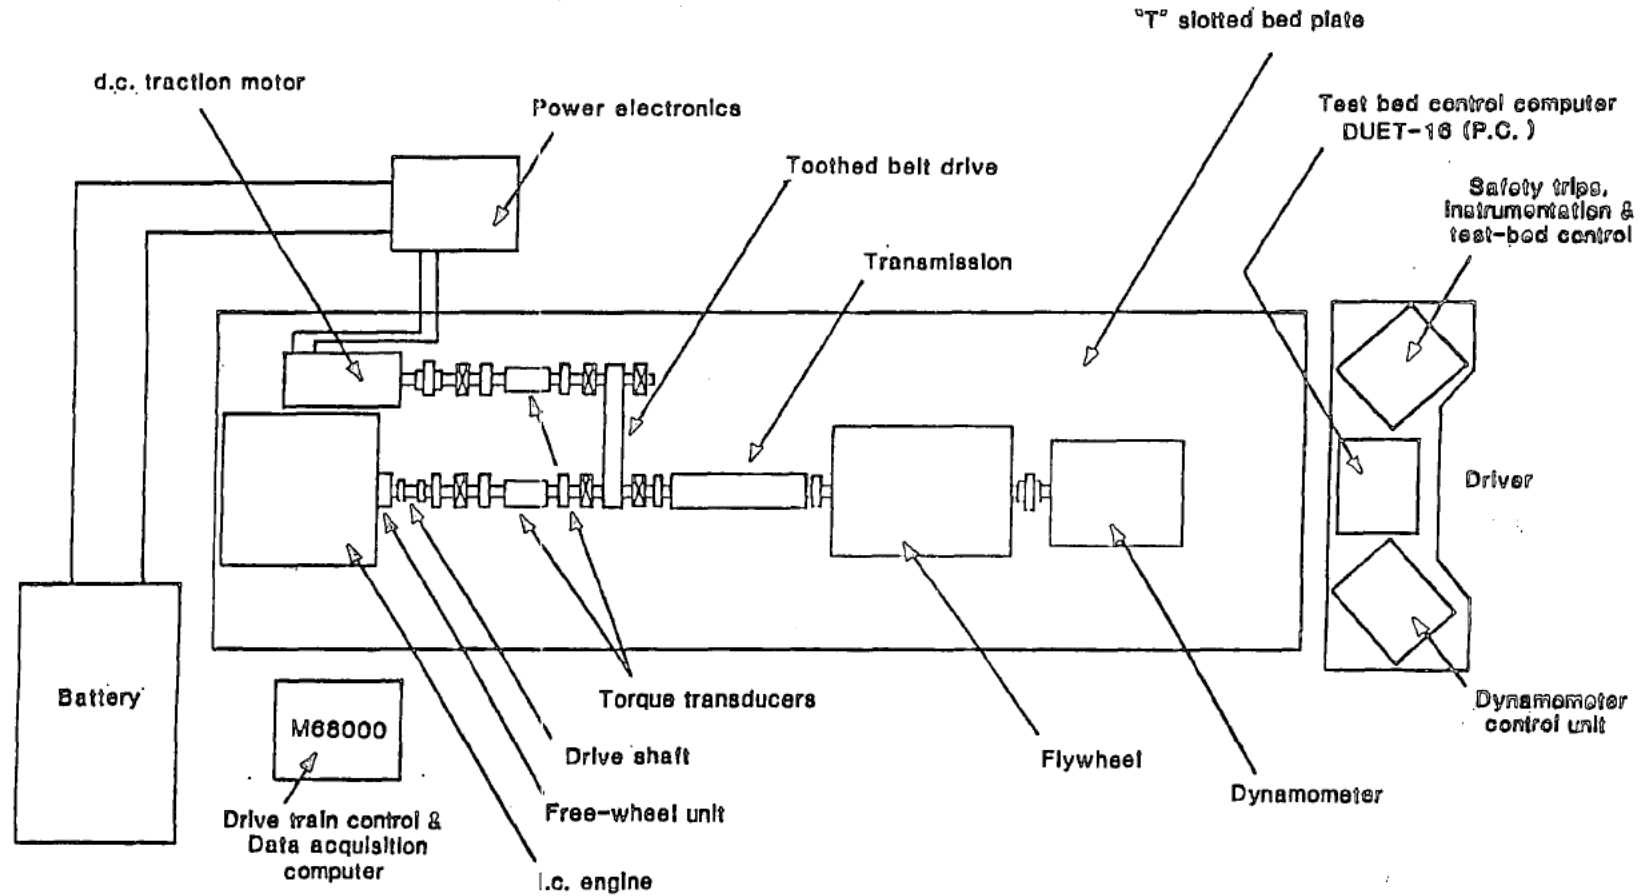 "T" slotted bed plate
d.c. traction motor
Power electronics
Test bed control computer
DUET-16 (P.C.)
Toothed belt drive
Safety trips,
instrumentation &
test-bed control
Transmission
Driver
Battery
M68000
Torque transducers
Dynamometer
control unit
Drive shaft
Flywheel
Dynamometer
Free-wheel unit
Drive train control &
Data acquisition
computer
i.c. engine